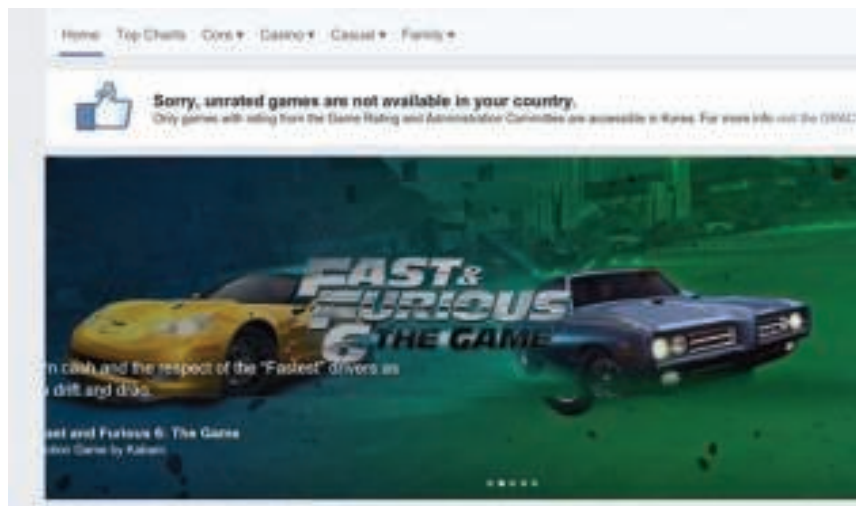 Home Top Charts Core ▾ Casino ▾ Casual ▾ Family ▾
Sorry, unrated games are not available in your country.
Only games with rating from the Game Rating and Administration Committee are accessible in Korea. For more info visit the GRAC
FAST &
FURIOUS
6 THE GAME
n cash and the respect of the "Fastest" drivers as
drift and drag.
ast and Furious 6: The Game
Game by Kabam